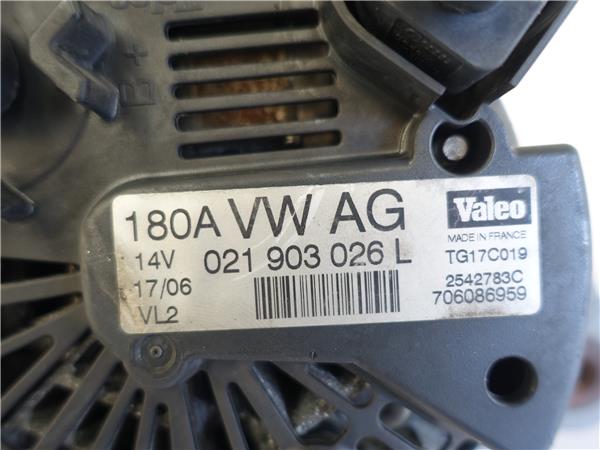 B+
180A VW AG
14V 021 903 026 L
17/06
VL2
Valeo
MADE IN FRANCE
TG17C019
2542783C
706086959